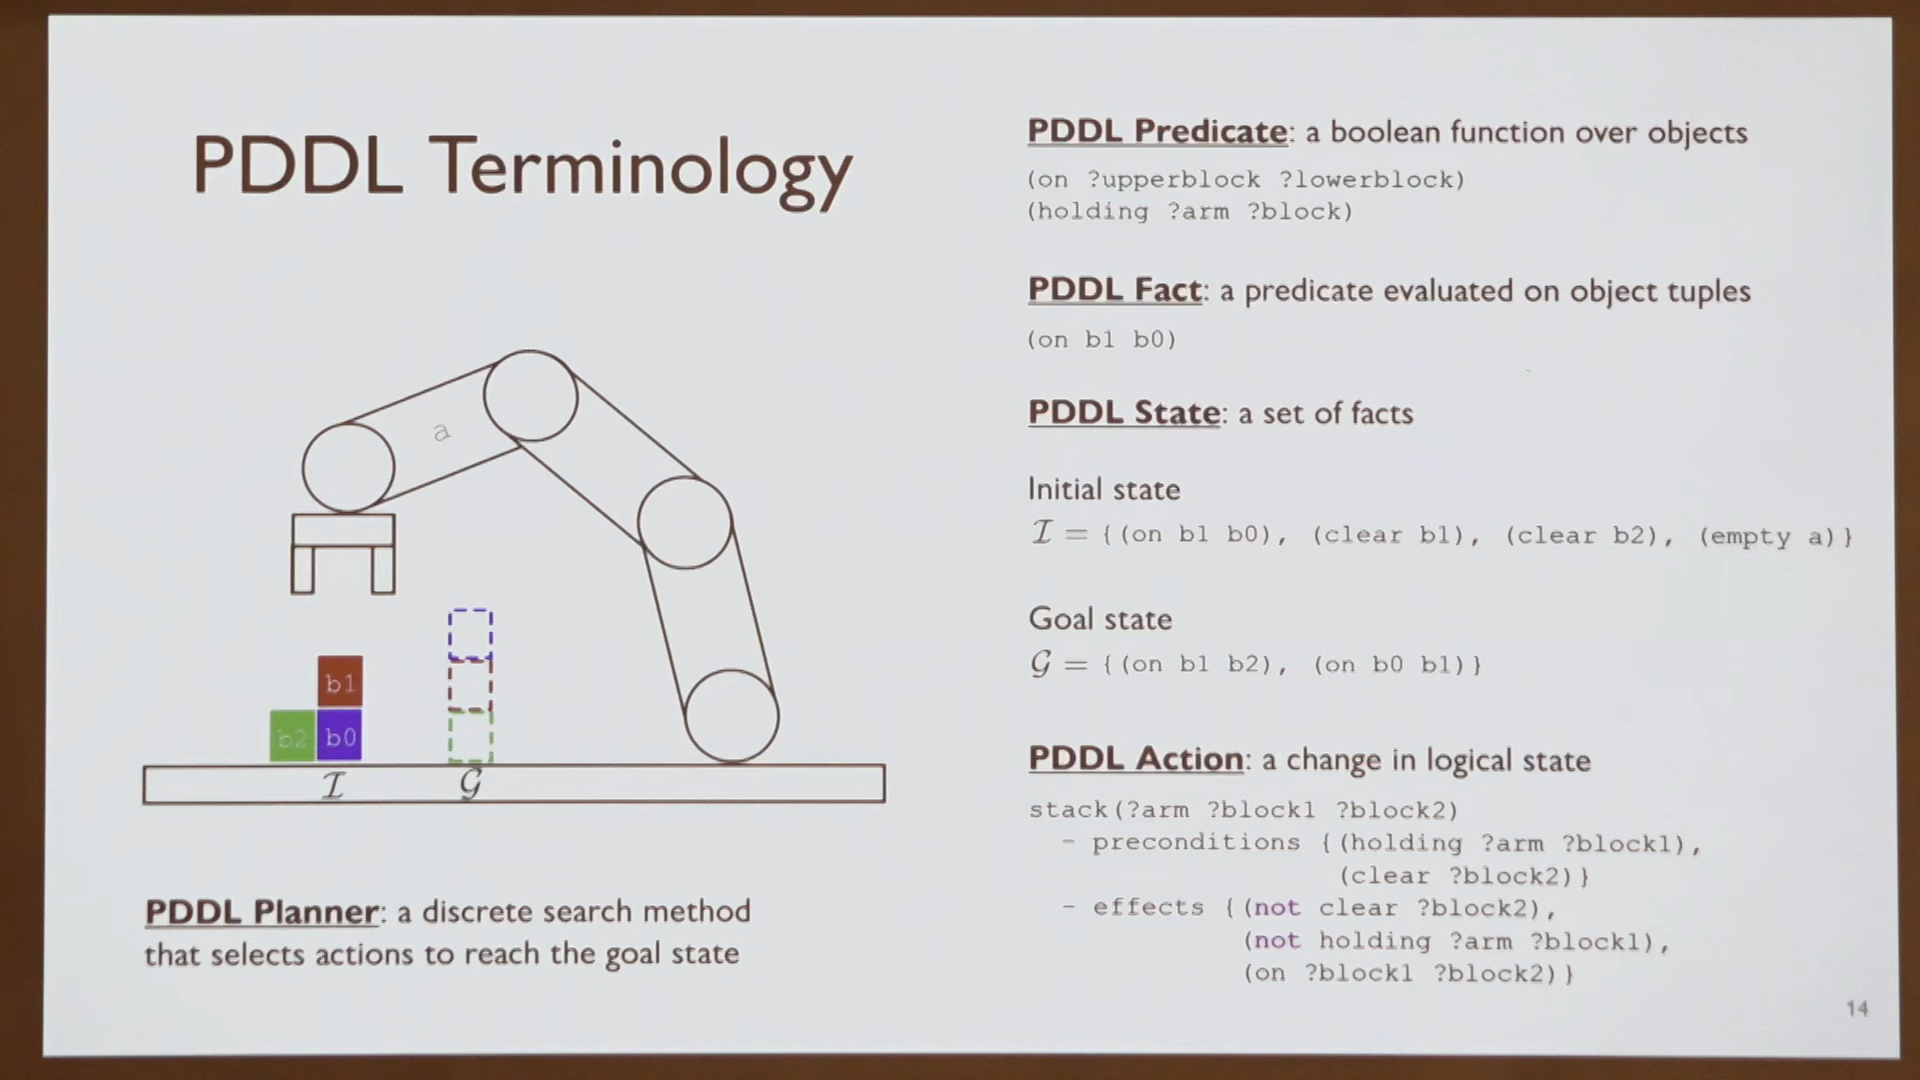 PDDL Terminology
a
b1
b2 b0
I G
PDDL Planner: a discrete search method
that selects actions to reach the goal state
PDDL Predicate: a boolean function over objects
(on ?upperblock ?lowerblock)
(holding ?arm ?block)
PDDL Fact: a predicate evaluated on object tuples
(on b1 b0)
PDDL State: a set of facts
Initial state
I = {(on b1 b0), (clear b1), (clear b2), (empty a)}
Goal state
G = {(on b1 b2), (on b0 b1)}
PDDL Action: a change in logical state
stack(?arm ?block1 ?block2)
- preconditions {(holding ?arm ?block1),
(clear ?block2)}
- effects {(not clear ?block2),
(not holding ?arm ?block1),
(on ?block1 ?block2)}
14